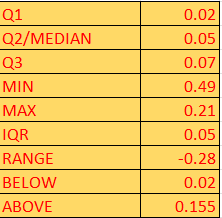 Q1 0.02
Q2/MEDIAN 0.05
Q3 0.07
MIN 0.49
MAX 0.21
IQR 0.05
RANGE -0.28
BELOW 0.02
ABOVE 0.155